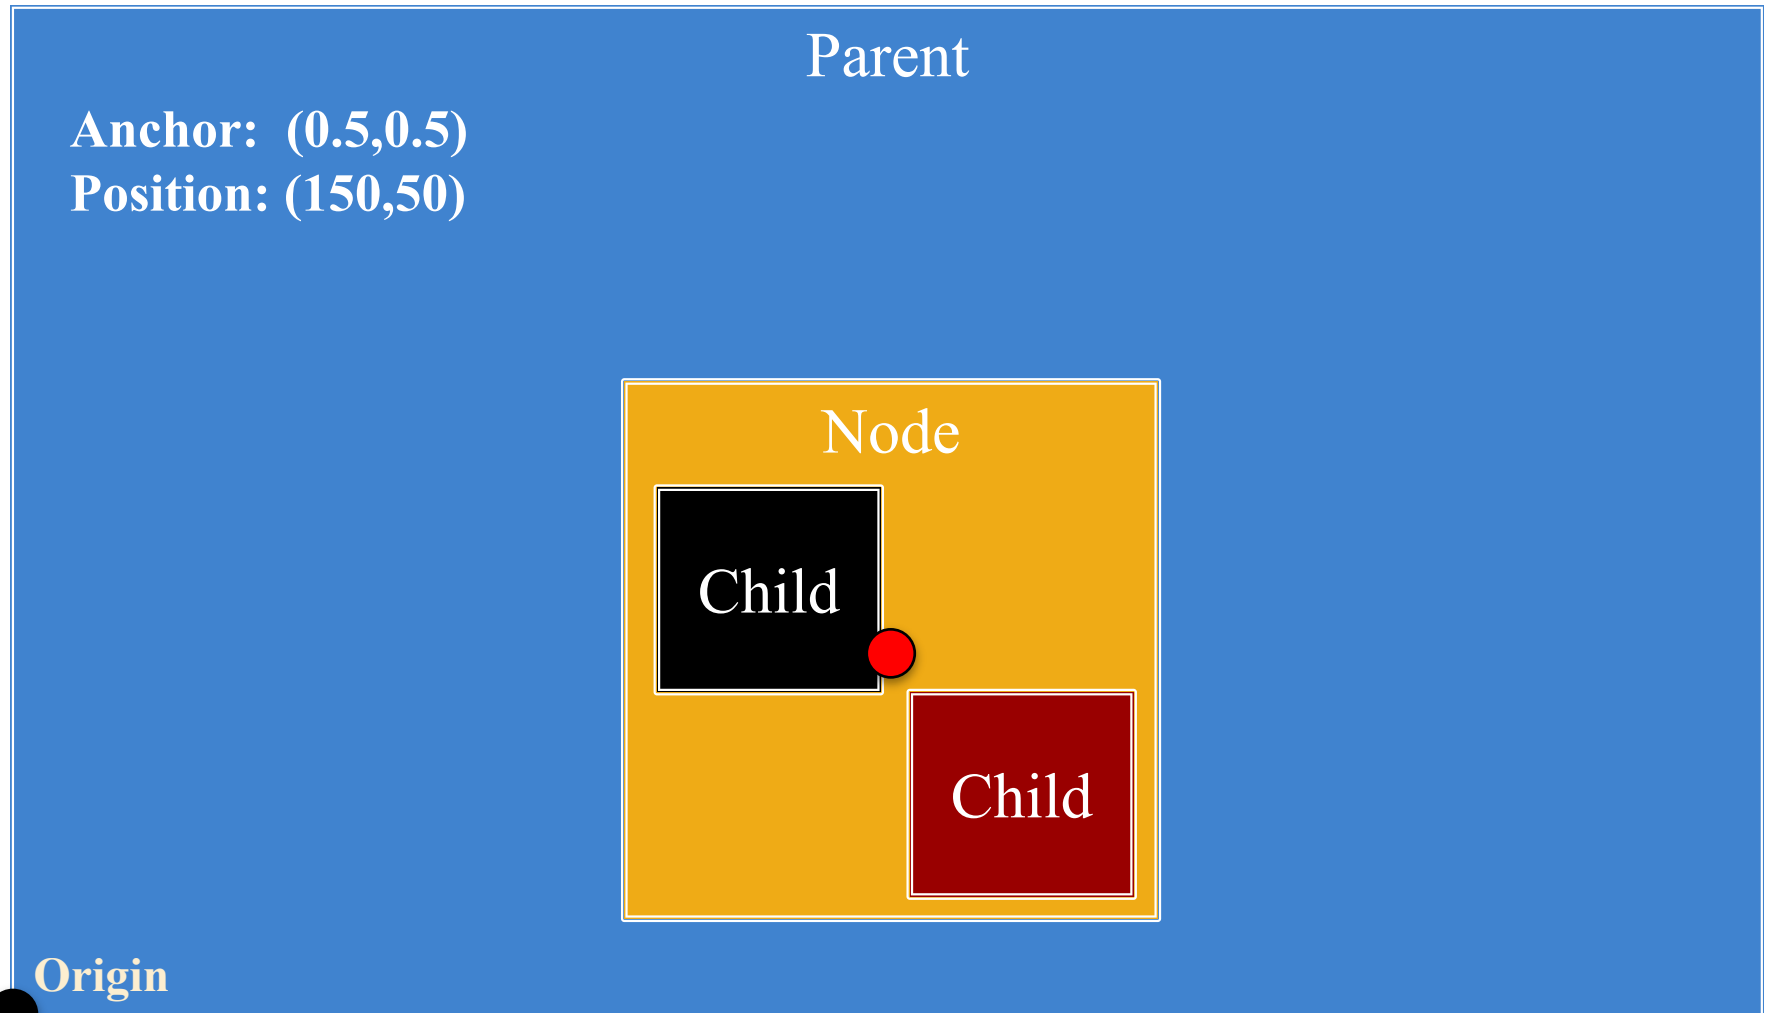 Parent
Anchor: (0.5,0.5)
Position: (150,50)
Node
Child
Child
Origin